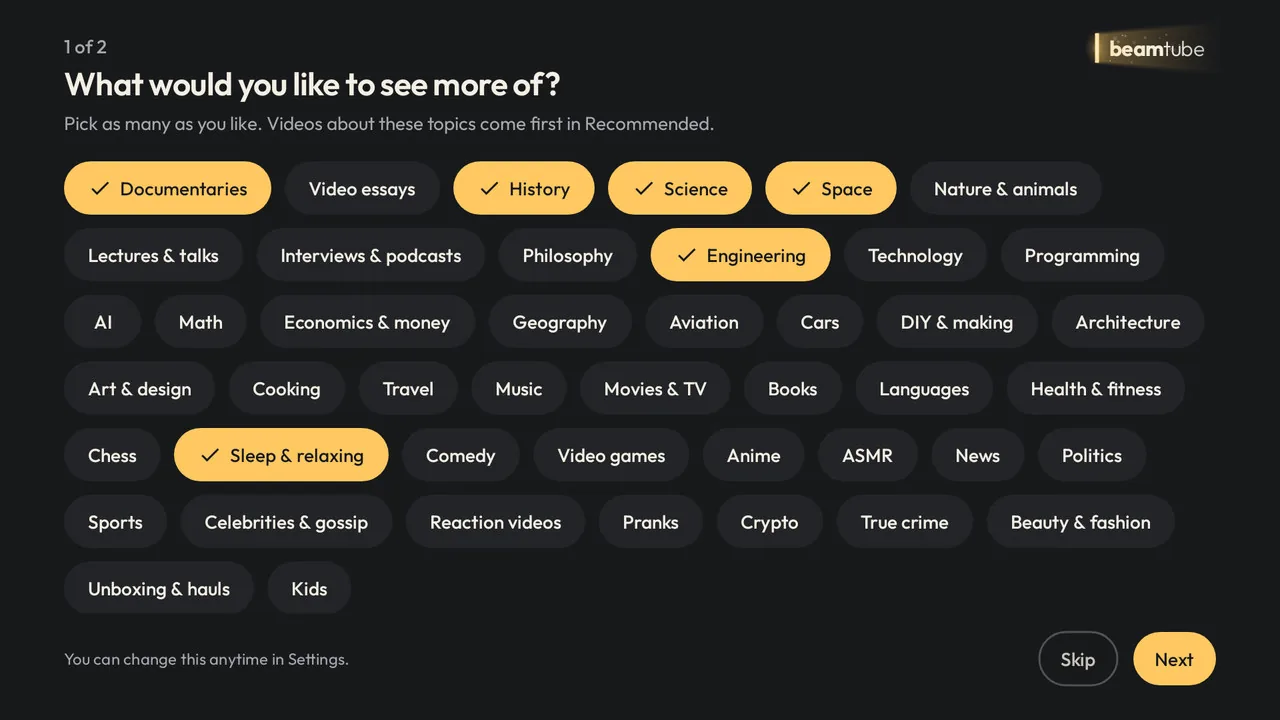 1 of 2
beamtube
What would you like to see more of?
Pick as many as you like. Videos about these topics come first in Recommended.
Documentaries Video essays History Science Space Nature & animals
Lectures & talks Interviews & podcasts Philosophy Engineering Technology Programming
AI Math Economics & money Geography Aviation Cars DIY & making Architecture
Art & design Cooking Travel Music Movies & TV Books Languages Health & fitness
Chess Sleep & relaxing Comedy Video games Anime ASMR News Politics
Sports Celebrities & gossip Reaction videos Pranks Crypto True crime Beauty & fashion
Unboxing & hauls Kids
You can change this anytime in Settings. Skip Next